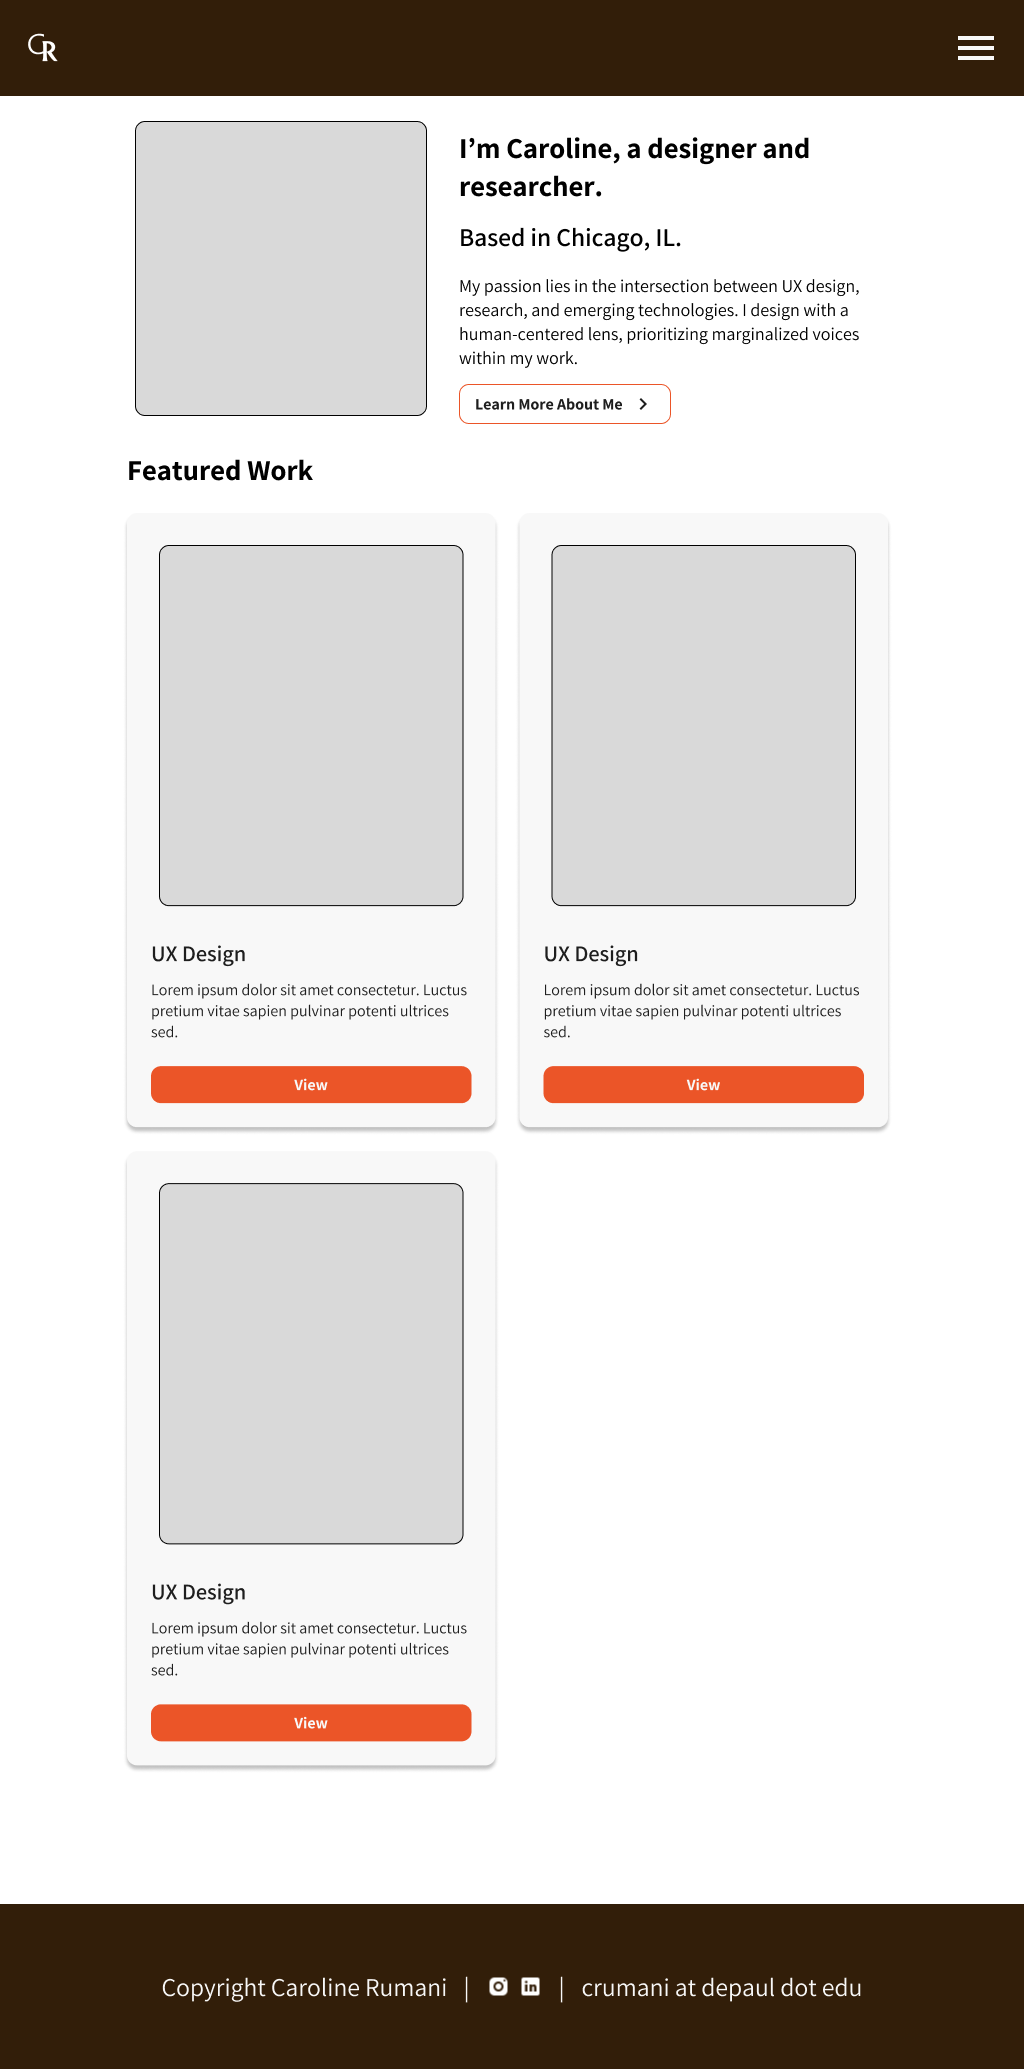 CR
I’m Caroline, a designer and
researcher.
Based in Chicago, IL.
My passion lies in the intersection between UX design,
research, and emerging technologies. I design with a
human-centered lens, prioritizing marginalized voices
within my work.
Learn More About Me
Featured Work
UX Design
Lorem ipsum dolor sit amet consectetur. Luctus
pretium vitae sapien pulvinar potenti ultrices
sed.
View
UX Design
Lorem ipsum dolor sit amet consectetur. Luctus
pretium vitae sapien pulvinar potenti ultrices
sed.
View
UX Design
Lorem ipsum dolor sit amet consectetur. Luctus
pretium vitae sapien pulvinar potenti ultrices
sed.
View
Copyright Caroline Rumani | in | crumani at depaul dot edu